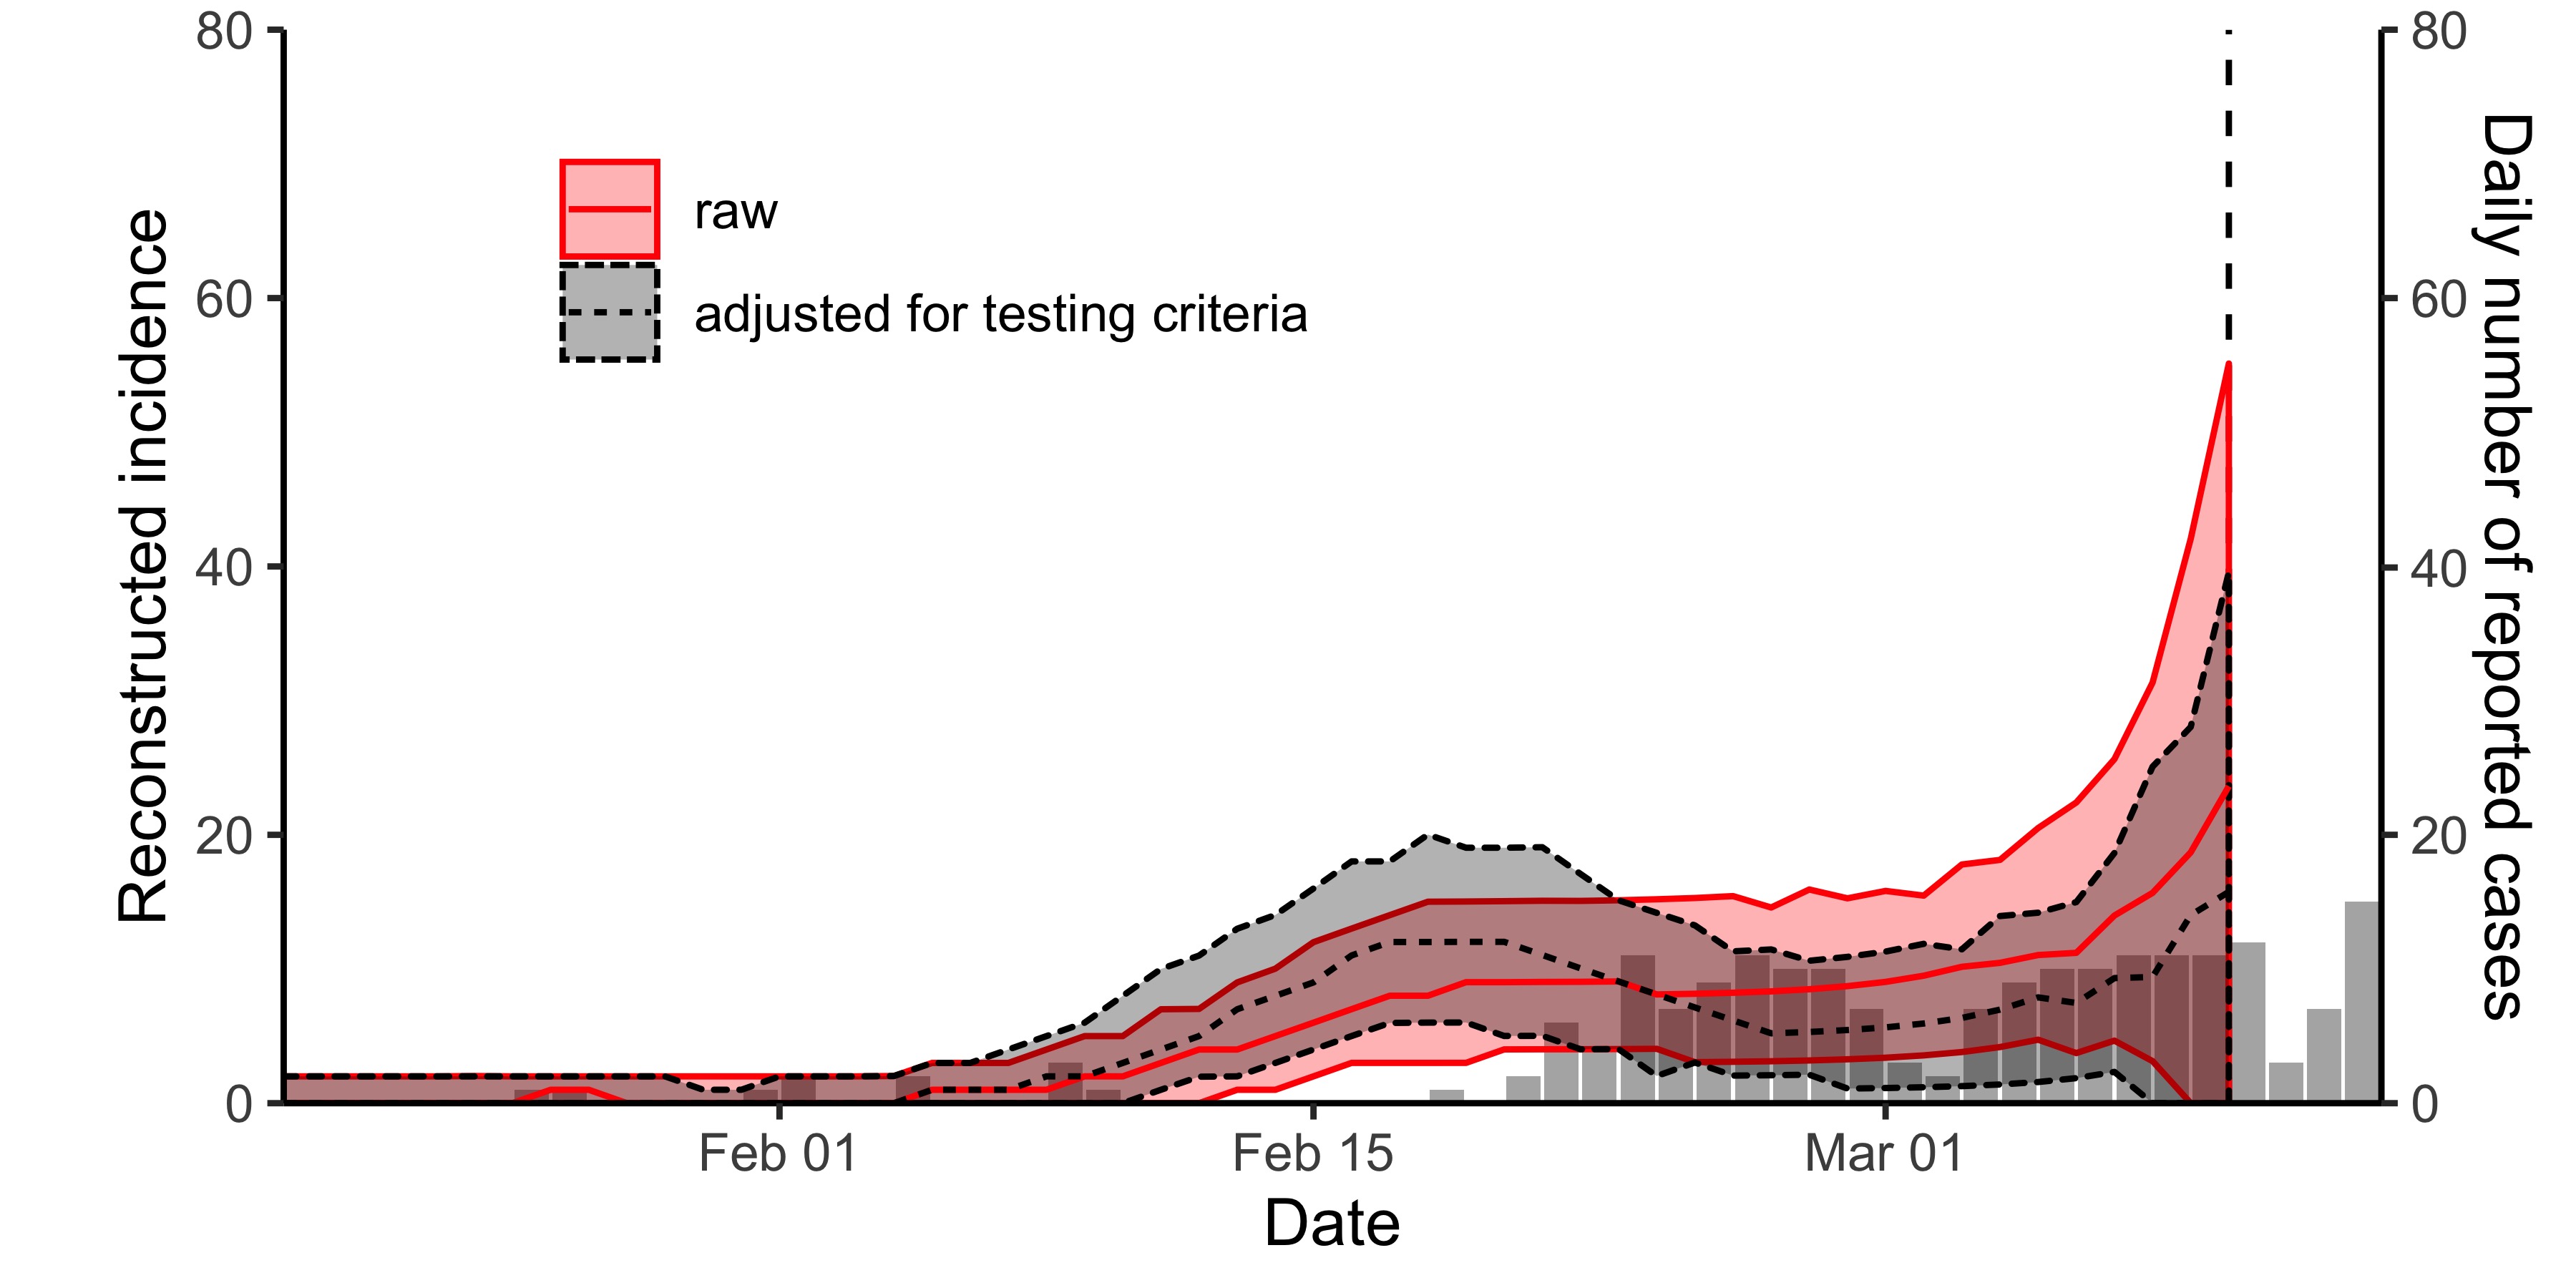 80
60
40
20
0
Reconstructed incidence
raw
adjusted for testing criteria
80
60
40
20
0
Daily number of reported cases
Feb 01
Feb 15
Mar 01
Date